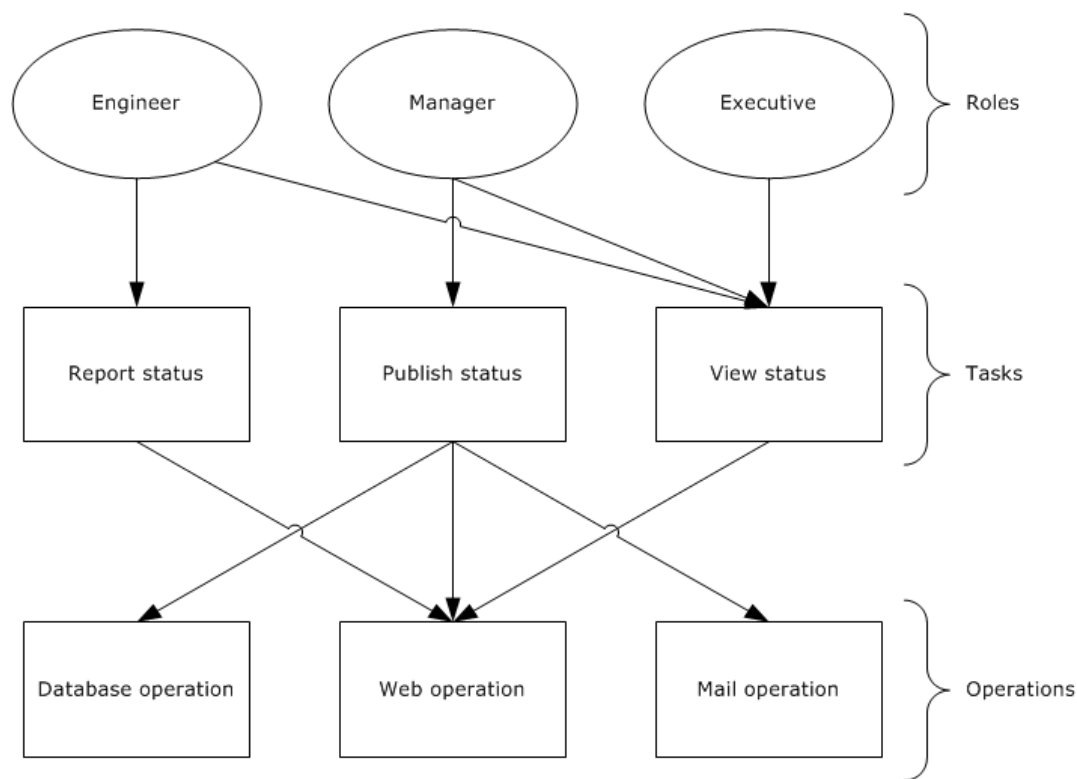 Engineer
Manager
Executive
Roles
Report status
Publish status
View status
Tasks
Database operation
Web operation
Mail operation
Operations